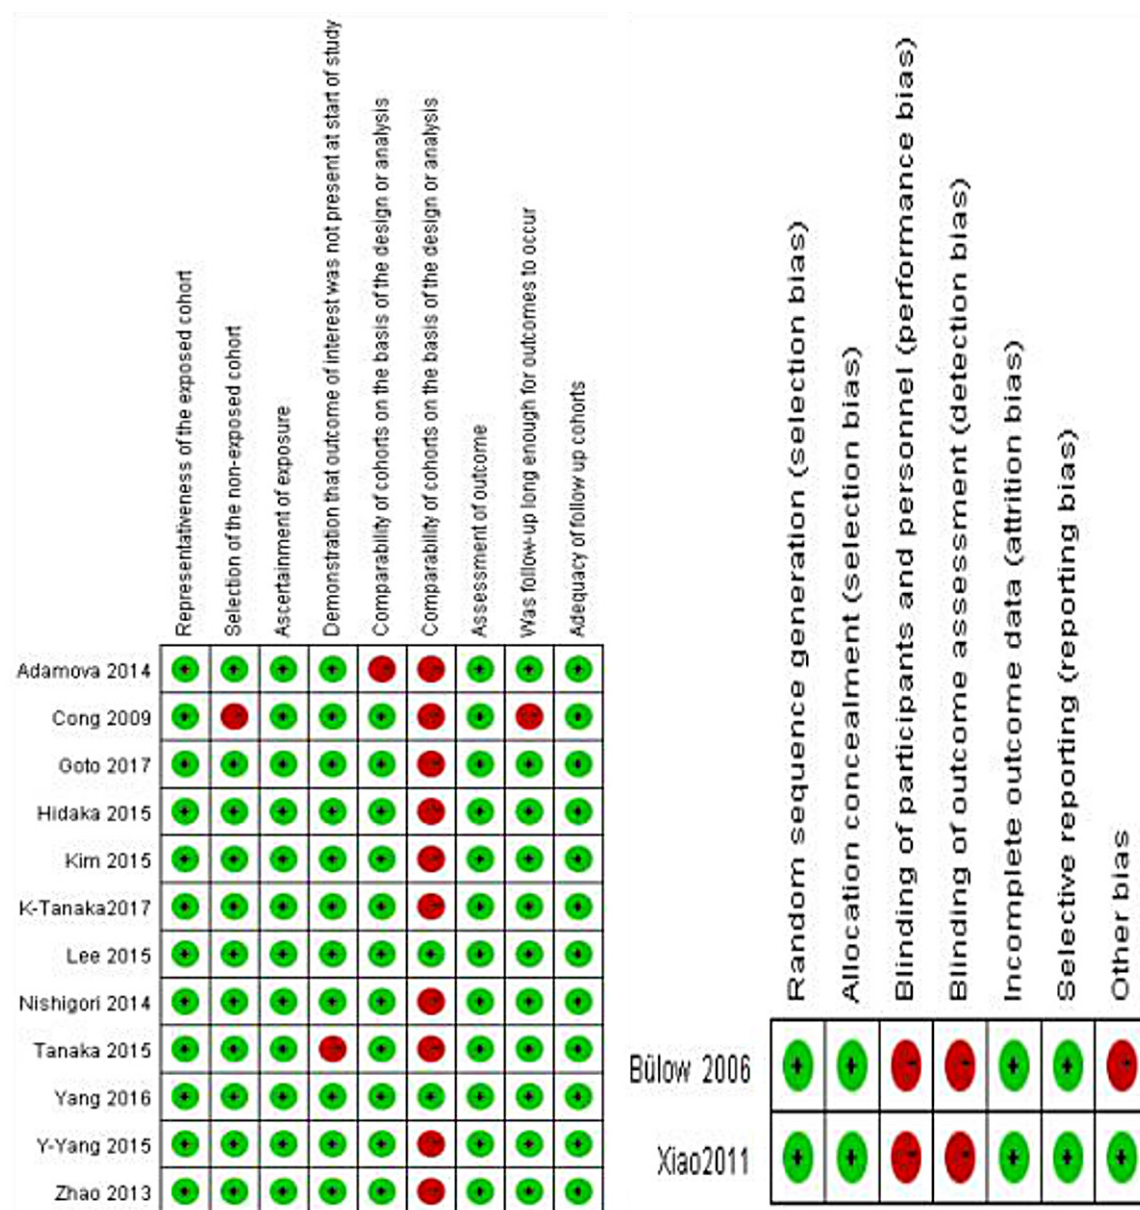 Representativeness of the exposed cohort
Selection of the non-exposed cohort
Ascertainment of exposure
Demonstration that outcome of interest was not present at start of study
Comparability of cohorts on the basis of the design or analysis
Comparability of cohorts on the basis of the design or analysis
Assessment of outcome
Was follow-up long enough for outcomes to occur
Adequacy of follow up cohorts
Adamova 2014
Cong 2009
Goto 2017
Hidaka 2015
Kim 2015
K-Tanaka2017
Lee 2015
Nishigori 2014
Tanaka 2015
Yang 2016
Y-Yang 2015
Zhao 2013
Random sequence generation (selection bias)
Allocation concealment (selection bias)
Blinding of participants and personnel (performance bias)
Blinding of outcome assessment (detection bias)
Incomplete outcome data (attrition bias)
Selective reporting (reporting bias)
Other bias
Bülow 2006
Xiao2011